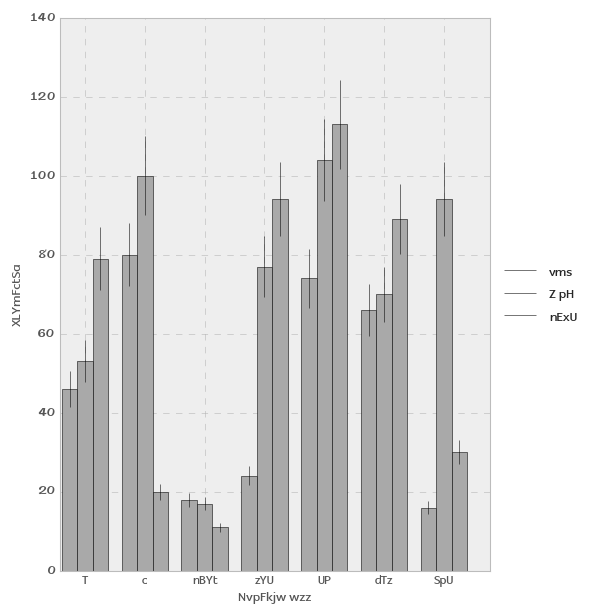 140
120
100
80
60
40
20
0
XLYmFctSa
T c nBYt zYU UP dTz SpU
NvpFkjw wzz
vms
Z pH
nExU